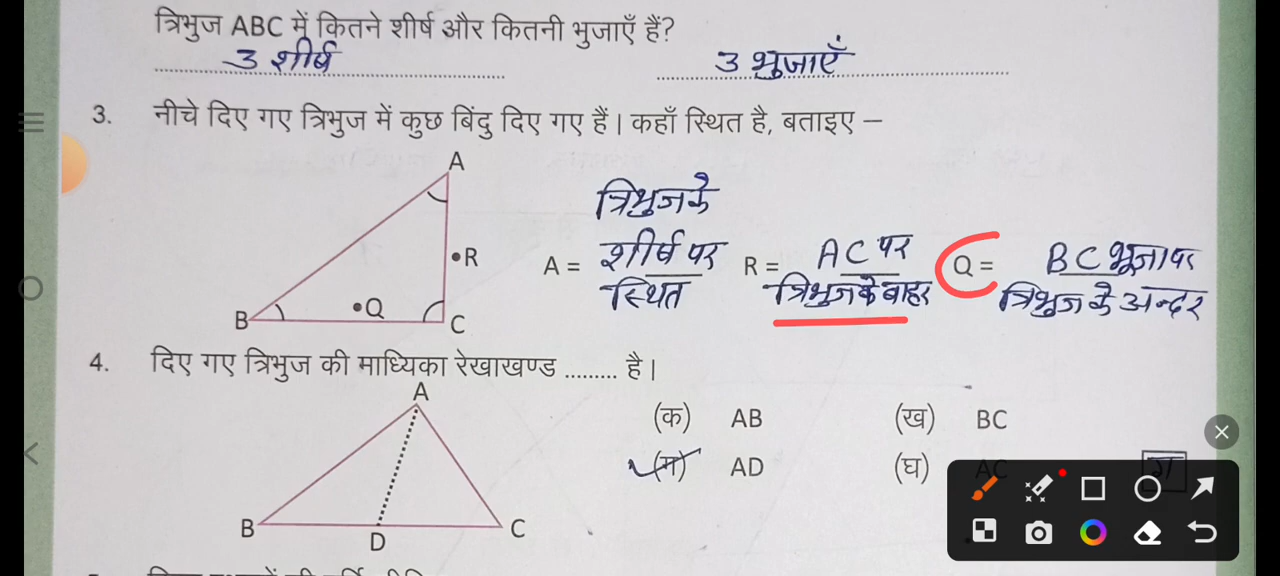 त्रिभुज ABC में कितने शीर्ष और कितनी भुजाएँ हैं?
3 शीर्ष 3 भुजाएँ
3. नीचे दिए गए त्रिभुज में कुछ बिंदु दिए गए हैं। कहाँ स्थित है, बताइए –
A
R
Q
B
C
A = त्रिभुज के
शीर्ष पर
स्थित
R = AC पर
त्रिभुज के बाहर
Q = BC भुजा पर
त्रिभुज के अन्दर
4. दिए गए त्रिभुज की माध्यिका रेखाखण्ड ......... है।
A
B
D
C
(क) AB (ख) BC
(ग) AD (घ) AC ग